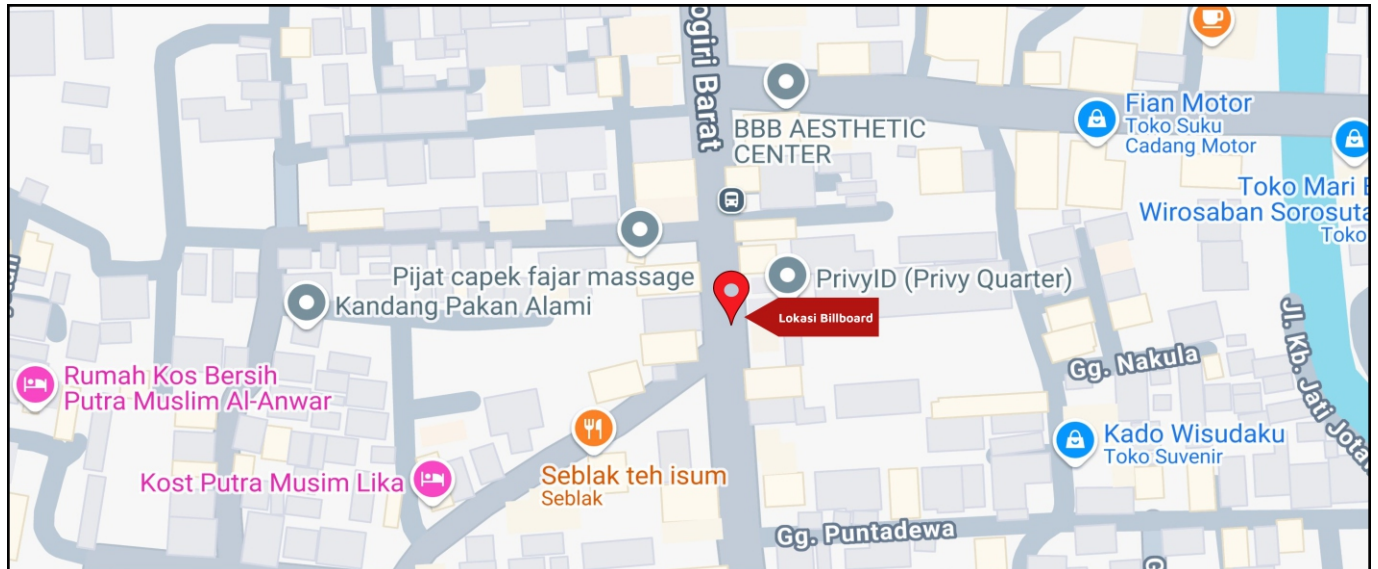 ogiri Barat
BBB AESTHETIC
CENTER
Fian Motor
Toko Suku
Cadang Motor
Toko Mari
Wirosaban Sorosuta
Toko
Pijat capek fajar massage
PrivyID (Privy Quarter)
Kandang Pakan Alami
Lokasi Billboard
Jl. Kb. Jati Jota
Gg. Nakula
Rumah Kos Bersih
Putra Muslim Al-Anwar
Kado Wisudaku
Toko Suvenir
Seblak teh isum
Seblak
Kost Putra Musim Lika
Gg. Puntadewa